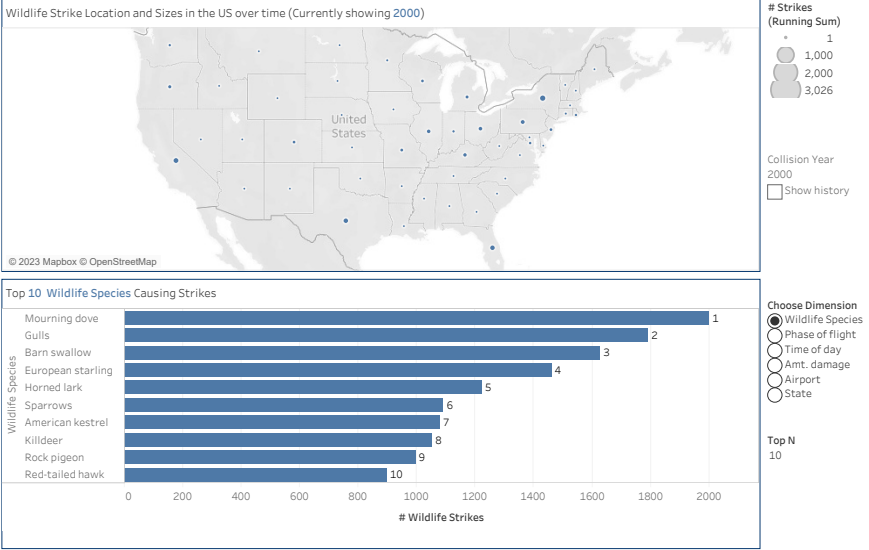 Wildlife Strike Location and Sizes in the US over time (Currently showing 2000)
United
States
© 2023 Mapbox © OpenStreetMap
# Strikes
(Running Sum)
1
1,000
2,000
3,026
Collision Year
2000
Show history
Top 10 Wildlife Species Causing Strikes
Wildlife Species
Mourning dove 1
Gulls 2
Barn swallow 3
European starling 4
Horned lark 5
Sparrows 6
American kestrel 7
Killdeer 8
Rock pigeon 9
Red-tailed hawk 10
0 200 400 600 800 1000 1200 1400 1600 1800 2000
# Wildlife Strikes
Choose Dimension
Wildlife Species
Phase of flight
Time of day
Amt. damage
Airport
State
Top N
10